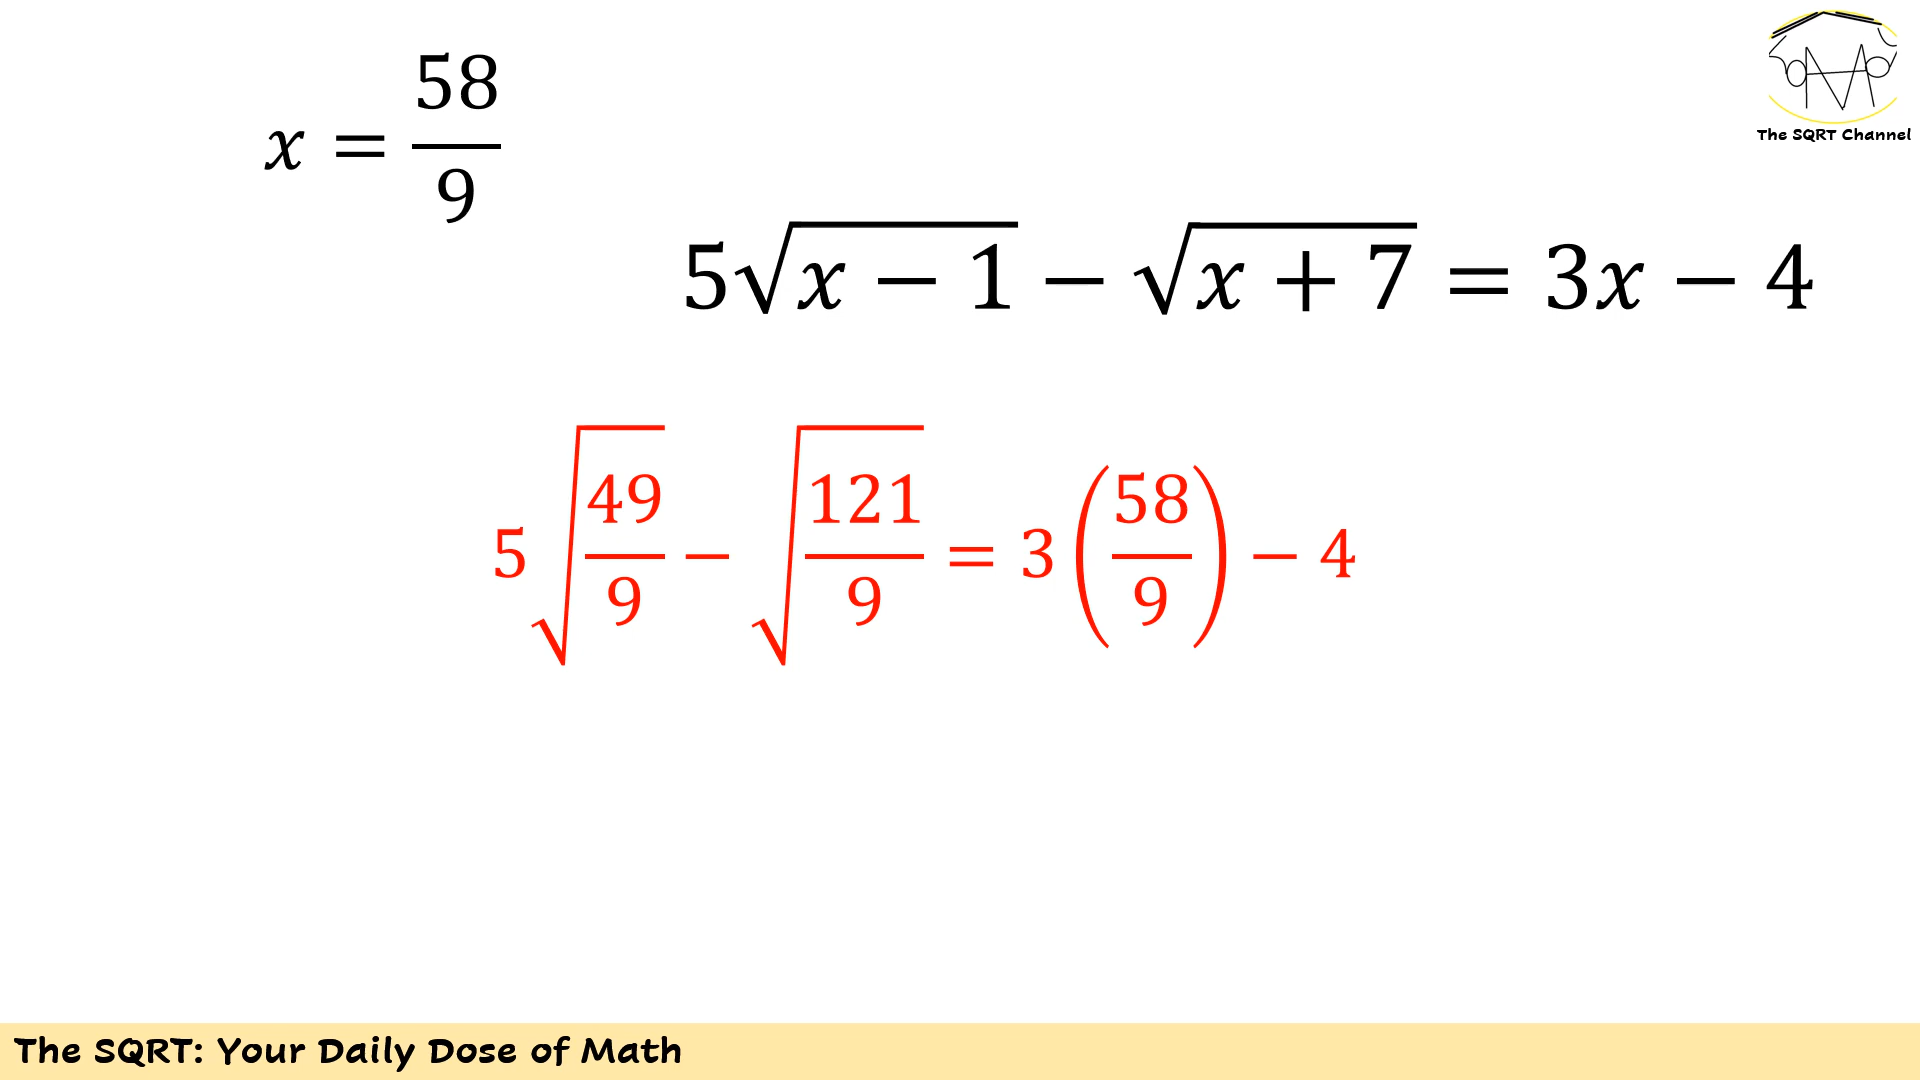 x = 58/9
The SQRT Channel
5√(x − 1) − √(x + 7) = 3x − 4
5√(49/9) − √(121/9) = 3(58/9) − 4
The SQRT: Your Daily Dose of Math